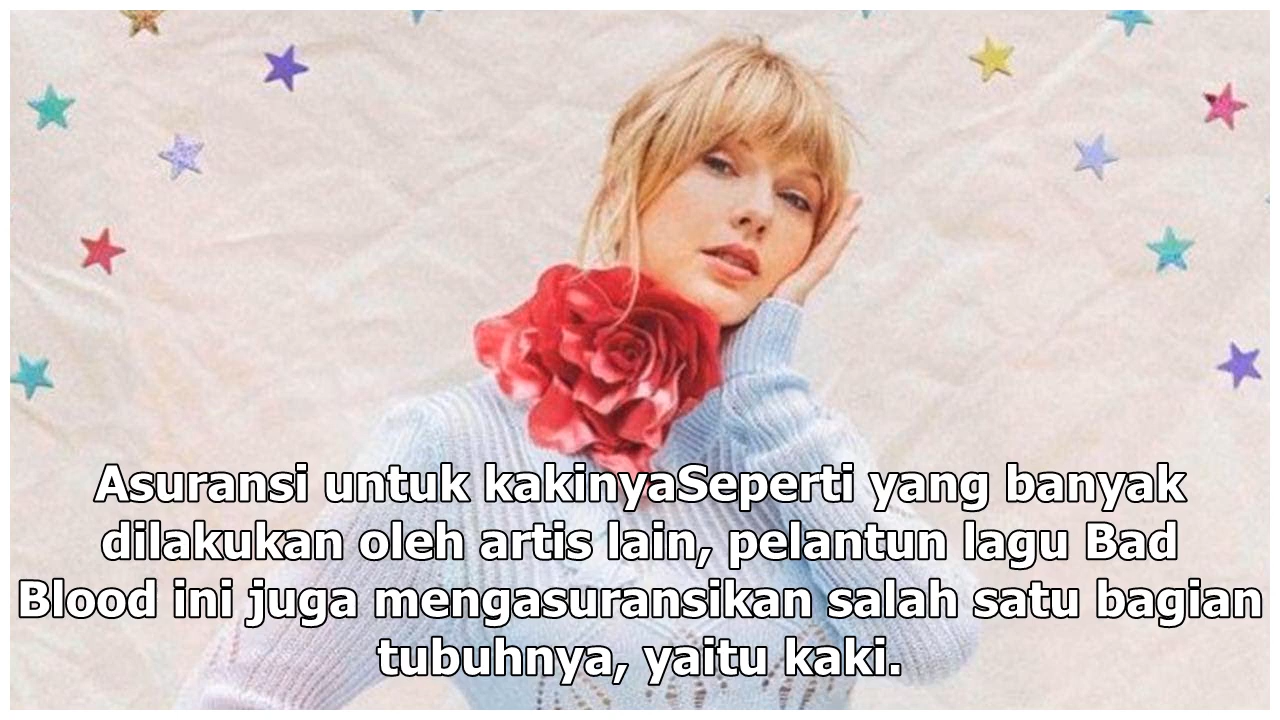 Asuransi untuk kakinyaSeperti yang banyak
dilakukan oleh artis lain, pelantun lagu Bad
Blood ini juga mengasuransikan salah satu bagian
tubuhnya, yaitu kaki.